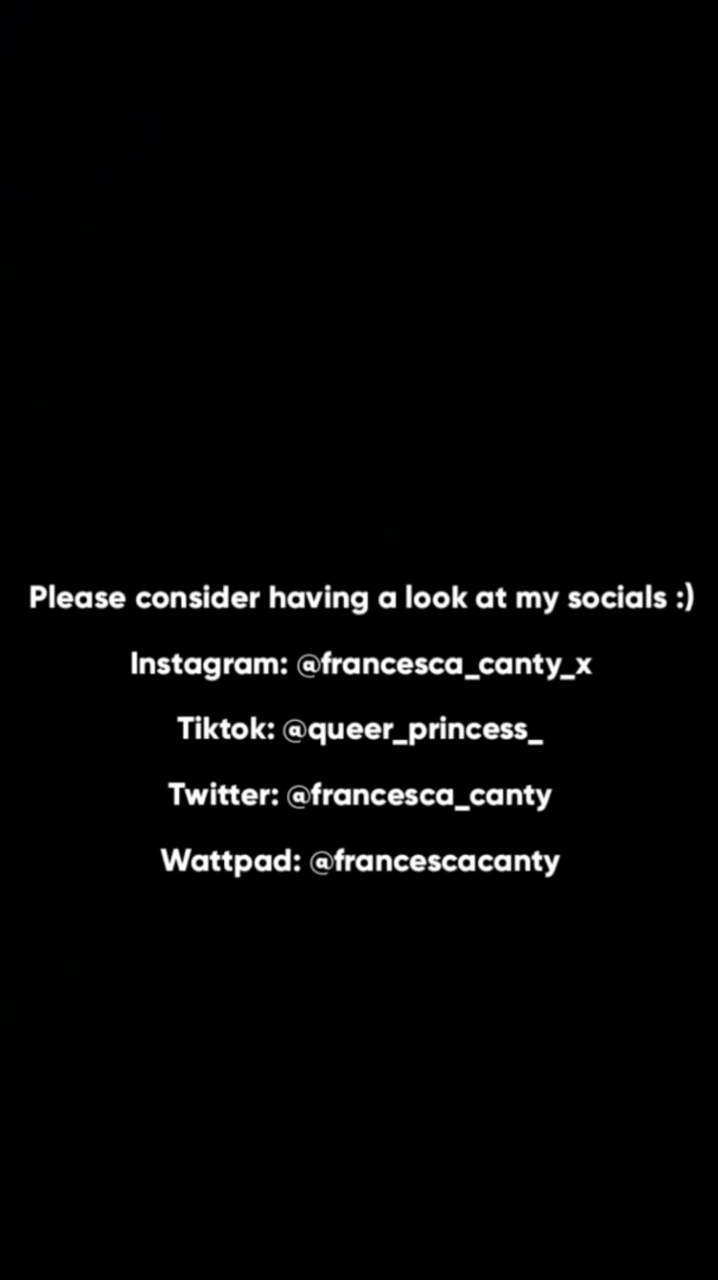 Please consider having a look at my socials :)
Instagram: @francesca_canty_x
Tiktok: @queer_princess_
Twitter: @francesca_canty
Wattpad: @francescacanty